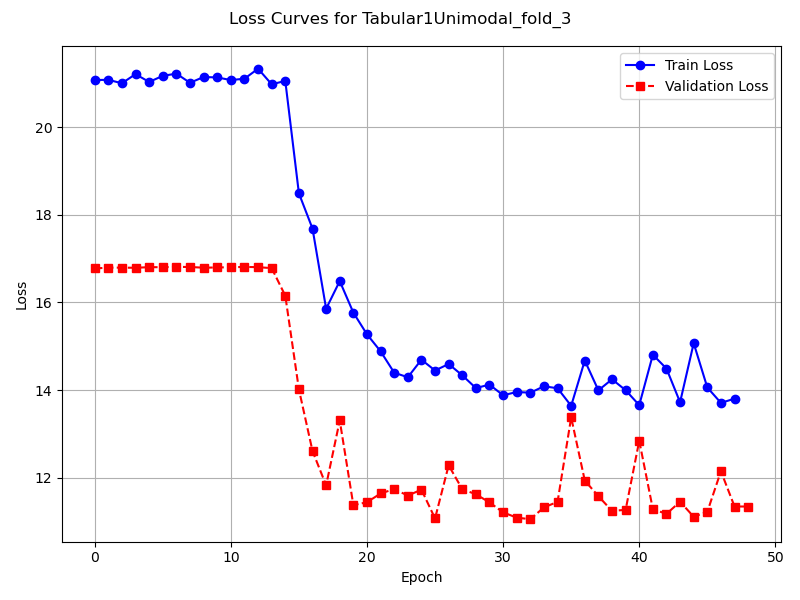 Loss Curves for Tabular1Unimodal_fold_3
Train Loss
Validation Loss
20
18
16
14
12
Loss
0 10 20 30 40 50
Epoch